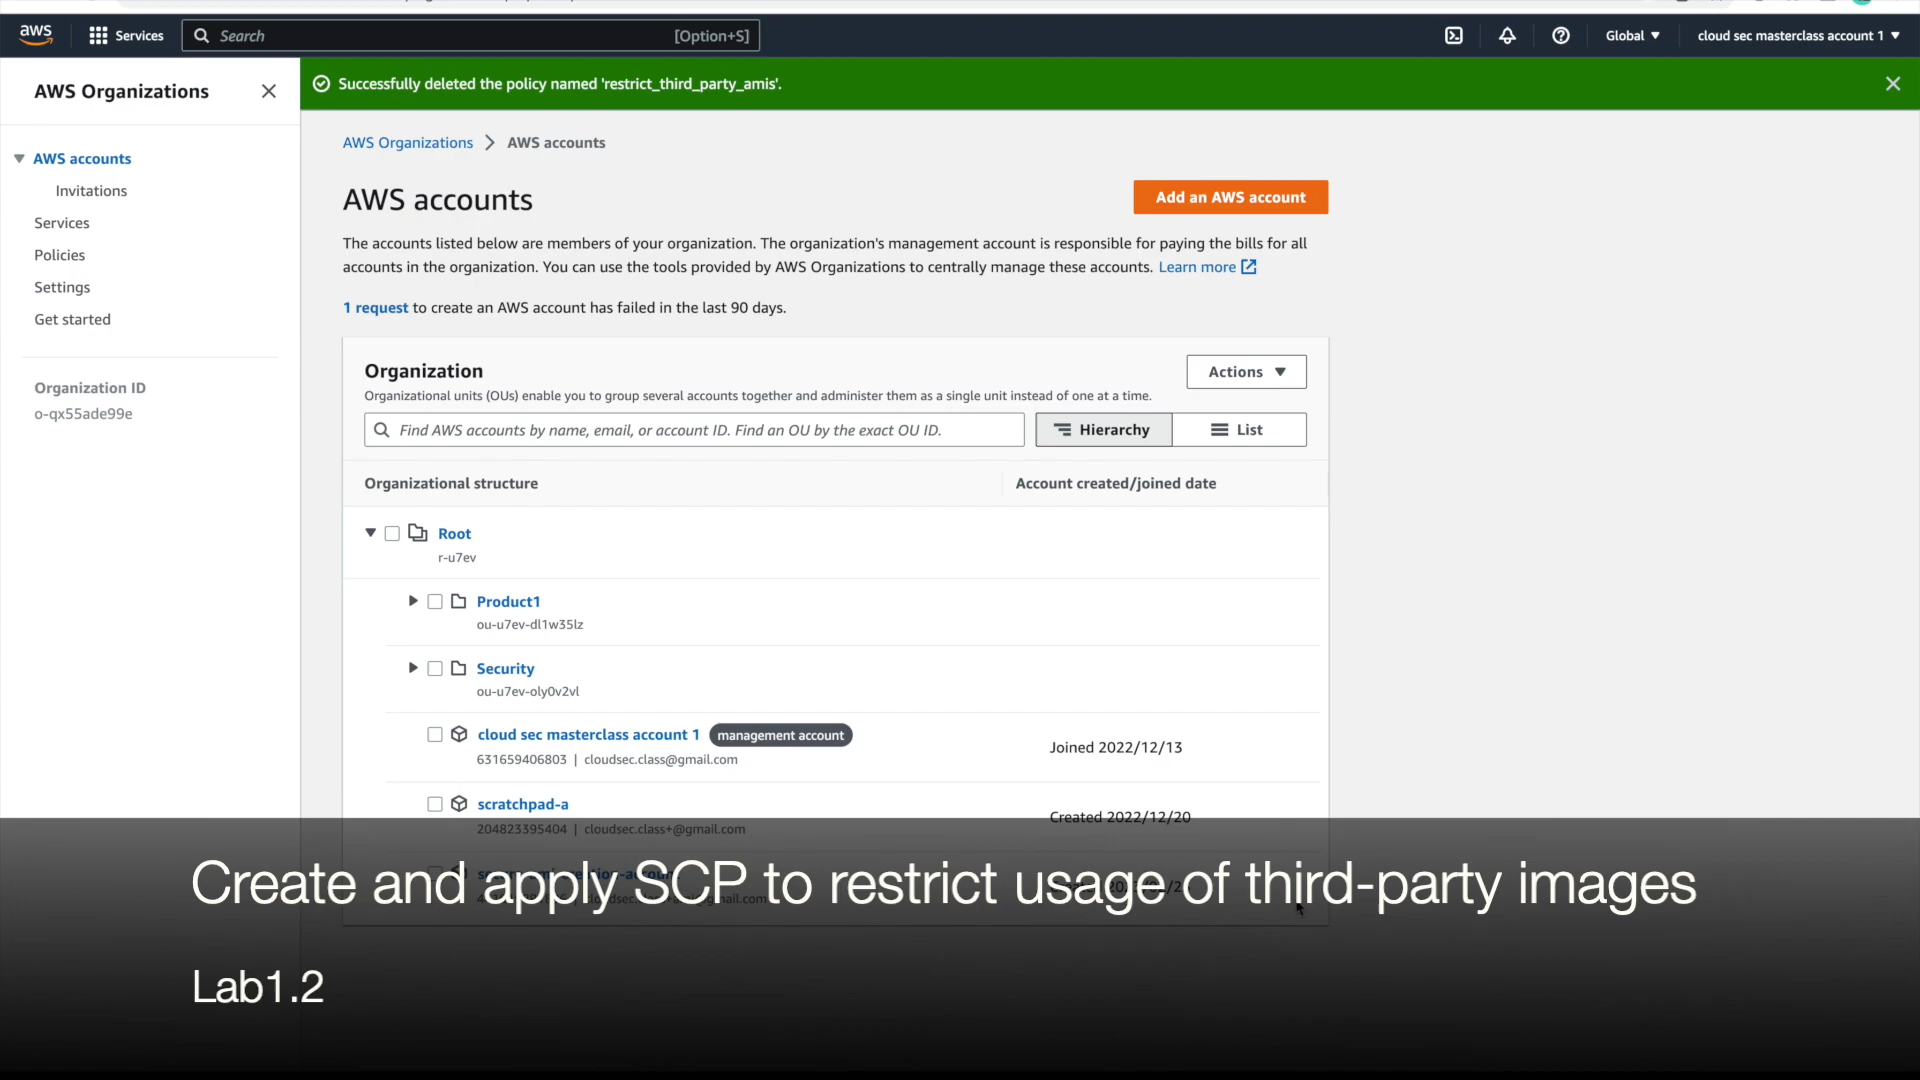 aws
Services
Search
[Option+S]
Global
cloud sec masterclass account 1
AWS Organizations
Successfully deleted the policy named 'restrict_third_party_amis'.
AWS accounts
Invitations
Services
Policies
Settings
Get started
Organization ID
o-qx55ade99e
AWS Organizations
AWS accounts
AWS accounts
Add an AWS account
The accounts listed below are members of your organization. The organization's management account is responsible for paying the bills for all
accounts in the organization. You can use the tools provided by AWS Organizations to centrally manage these accounts. Learn more
1 request to create an AWS account has failed in the last 90 days.
Organization
Actions
Organizational units (OUs) enable you to group several accounts together and administer them as a single unit instead of one at a time.
Find AWS accounts by name, email, or account ID. Find an OU by the exact OU ID.
Hierarchy
List
Organizational structure
Account created/joined date
Root
r-u7ev
Product1
ou-u7ev-dl1w35lz
Security
ou-u7ev-oly0v2vl
cloud sec masterclass account 1 management account
631659406803 | cloudsec.class@gmail.com
Joined 2022/12/13
scratchpad-a
204823395404 | cloudsec.class+@gmail.com
Created 2022/12/20
Create and apply SCP to restrict usage of third-party images
Lab1.2